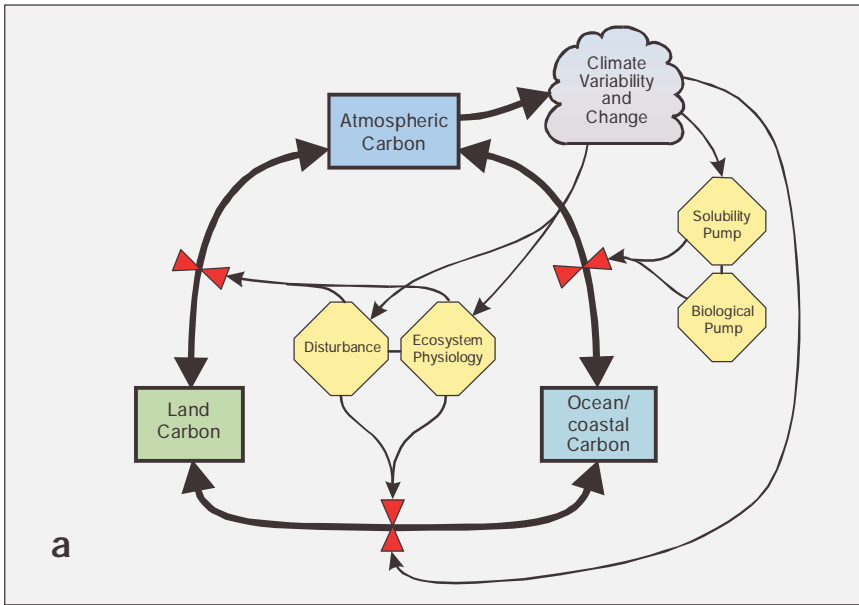 Climate
Variability
and
Change
Atmospheric
Carbon
Solubility
Pump
Biological
Pump
Disturbance
Ecosystem
Physiology
Land
Carbon
Ocean/
coastal
Carbon
a